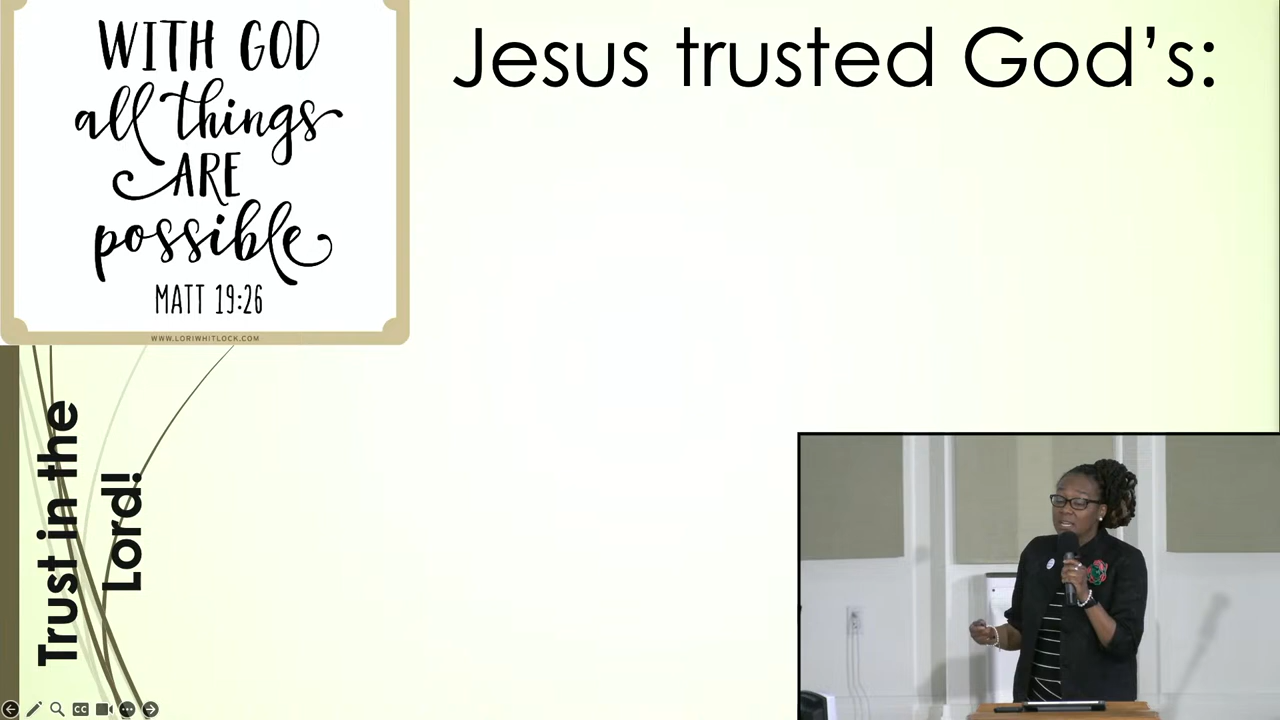 WITH GOD
all things
ARE
possible
MATT 19:26
WWW.LORIWHITLOCK.COM
Jesus trusted God’s:
Trust in the
Lord!
CC